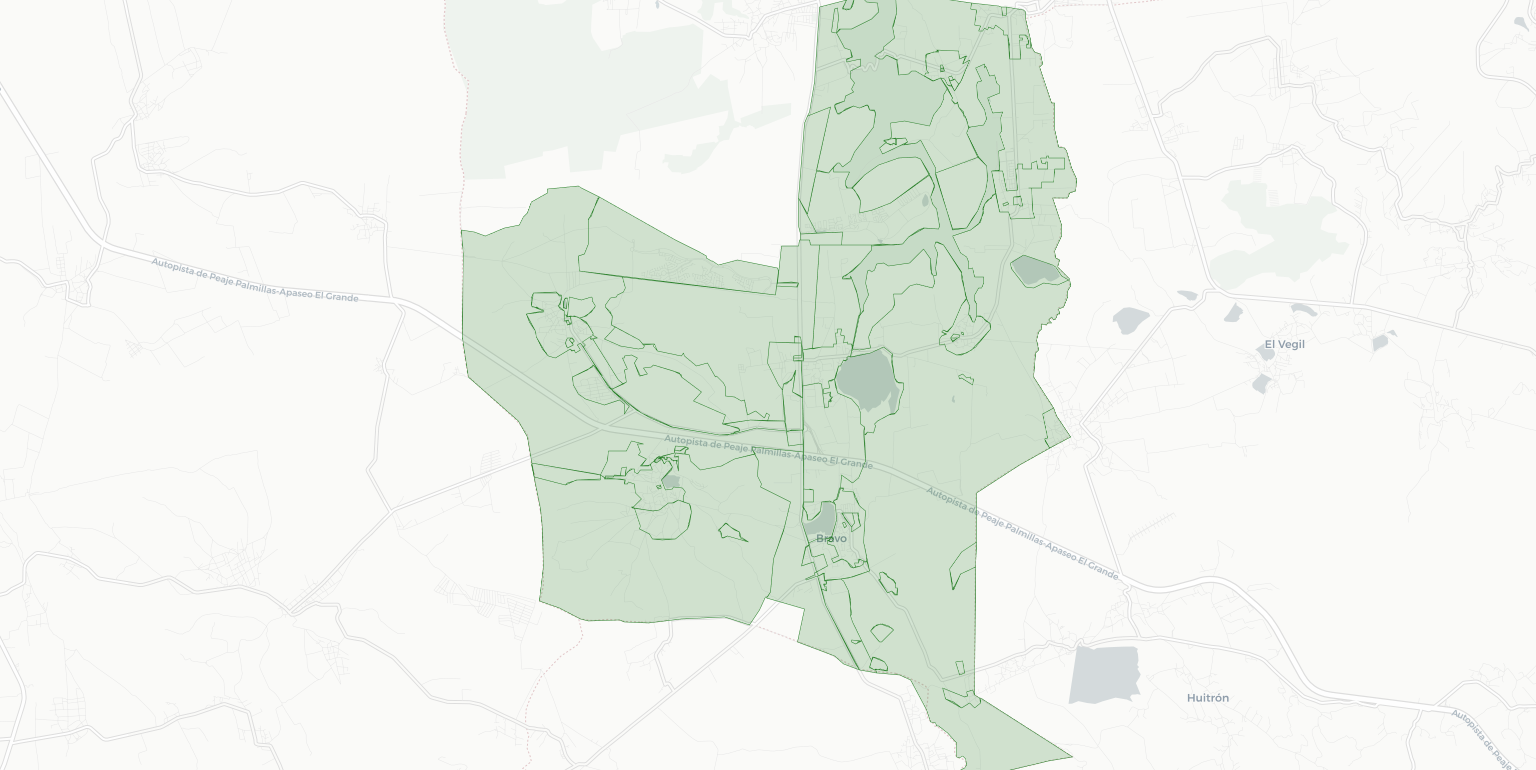 Autopista de Peaje Palmillas-Apaseo El Grande
El Vegil
Autopista de Peaje Palmillas-Apaseo El Grande
Autopista de Peaje Palmillas-Apaseo El Grande
Bravo
Huitrón
Autopista de Peaje